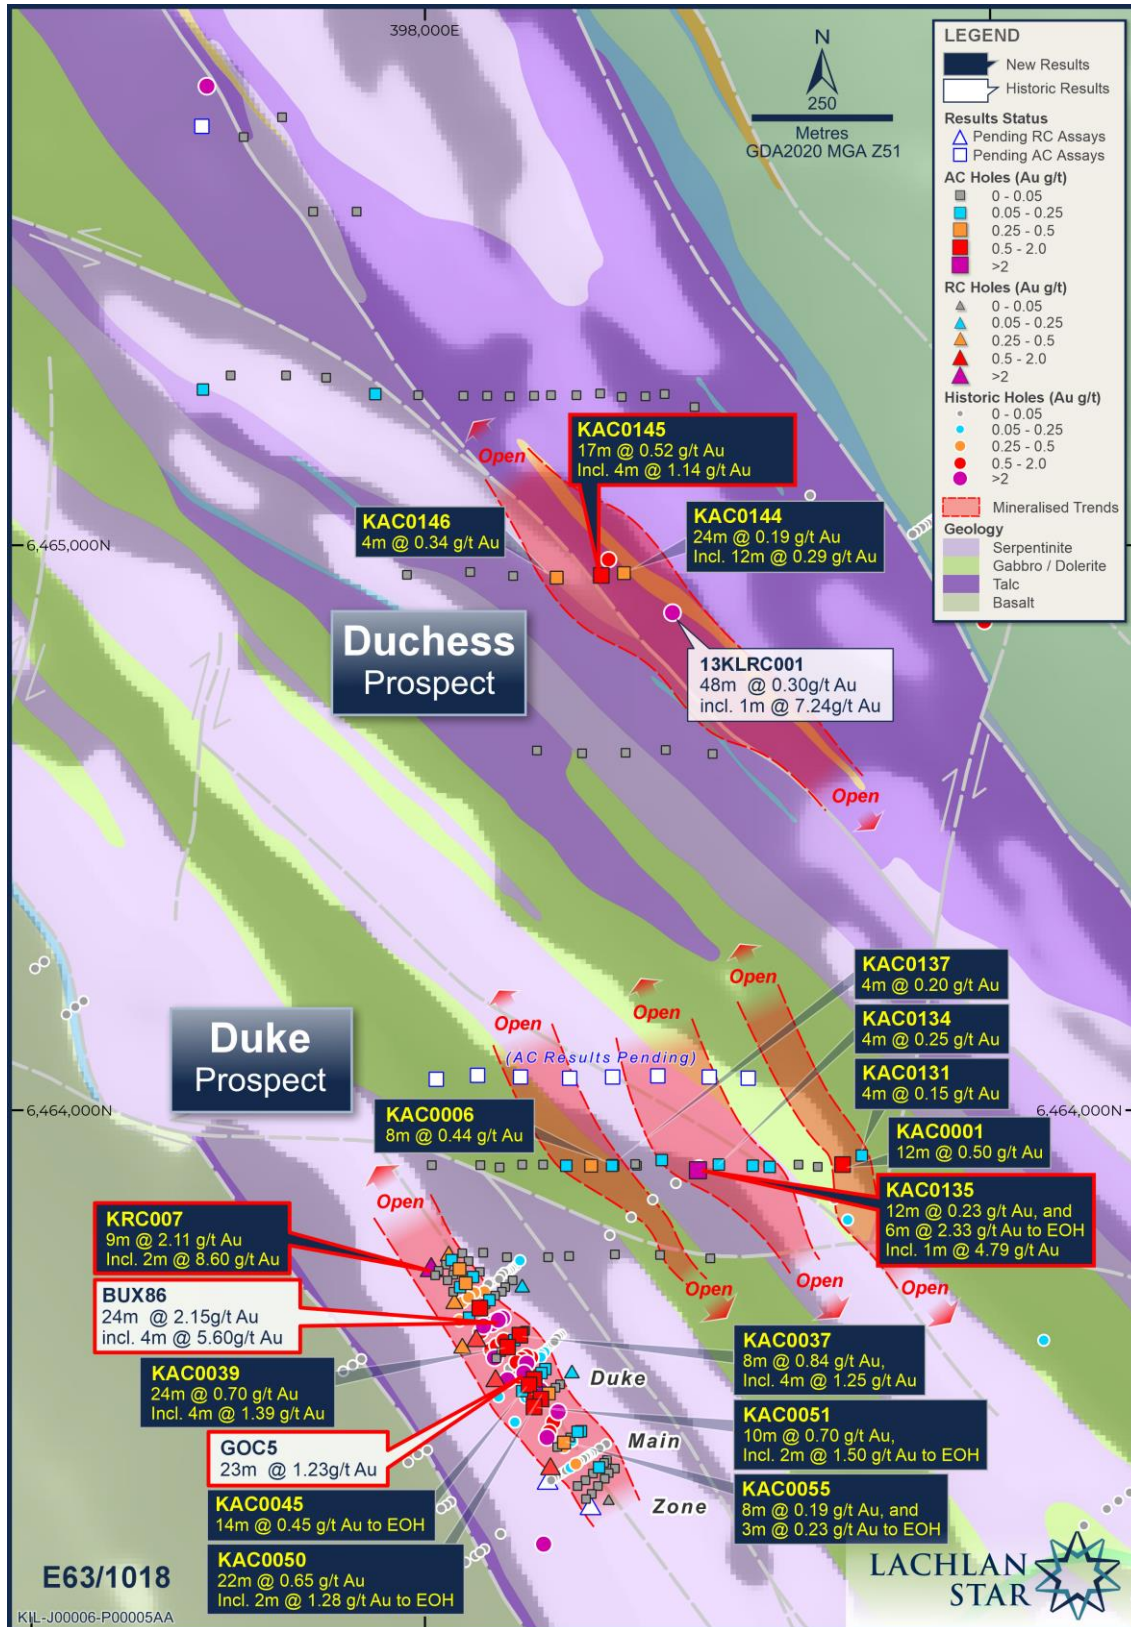 398,000E
N
250
Metres
GDA2020 MGA Z51
LEGEND
New Results
Historic Results
Results Status
Pending RC Assays
Pending AC Assays
AC Holes (Au g/t)
0 - 0.05
0.05 - 0.25
0.25 - 0.5
0.5 - 2.0
>2
RC Holes (Au g/t)
0 - 0.05
0.05 - 0.25
0.25 - 0.5
0.5 - 2.0
>2
Historic Holes (Au g/t)
0 - 0.05
0.05 - 0.25
0.25 - 0.5
0.5 - 2.0
>2
Mineralised Trends
Geology
Serpentinite
Gabbro / Dolerite
Talc
Basalt
Open
KAC0145
17m @ 0.52 g/t Au
Incl. 4m @ 1.14 g/t Au
KAC0146
4m @ 0.34 g/t Au
KAC0144
24m @ 0.19 g/t Au
Incl. 12m @ 0.29 g/t Au
6,465,000N
Duchess
Prospect
13KLRC001
48m @ 0.30g/t Au
incl. 1m @ 7.24g/t Au
Open
Open
Open
Open
KAC0137
4m @ 0.20 g/t Au
KAC0134
4m @ 0.25 g/t Au
KAC0131
4m @ 0.15 g/t Au
Duke
Prospect
(AC Results Pending)
6,464,000N
6,464,000N
KAC0006
8m @ 0.44 g/t Au
KAC0001
12m @ 0.50 g/t Au
KAC0135
12m @ 0.23 g/t Au, and
6m @ 2.33 g/t Au to EOH
Incl. 1m @ 4.79 g/t Au
Open
KRC007
9m @ 2.11 g/t Au
Incl. 2m @ 8.60 g/t Au
Open
Open
Open
BUX86
24m @ 2.15g/t Au
incl. 4m @ 5.60g/t Au
KAC0039
24m @ 0.70 g/t Au
Incl. 4m @ 1.39 g/t Au
KAC0037
8m @ 0.84 g/t Au,
Incl. 4m @ 1.25 g/t Au
Duke
Main
Zone
KAC0051
10m @ 0.70 g/t Au,
Incl. 2m @ 1.50 g/t Au to EOH
GOC5
23m @ 1.23g/t Au
KAC0055
8m @ 0.19 g/t Au, and
3m @ 0.23 g/t Au to EOH
KAC0045
14m @ 0.45 g/t Au to EOH
KAC0050
22m @ 0.65 g/t Au
Incl. 2m @ 1.28 g/t Au to EOH
E63/1018
KIL-J00006-P00005AA
LACHLAN
STAR